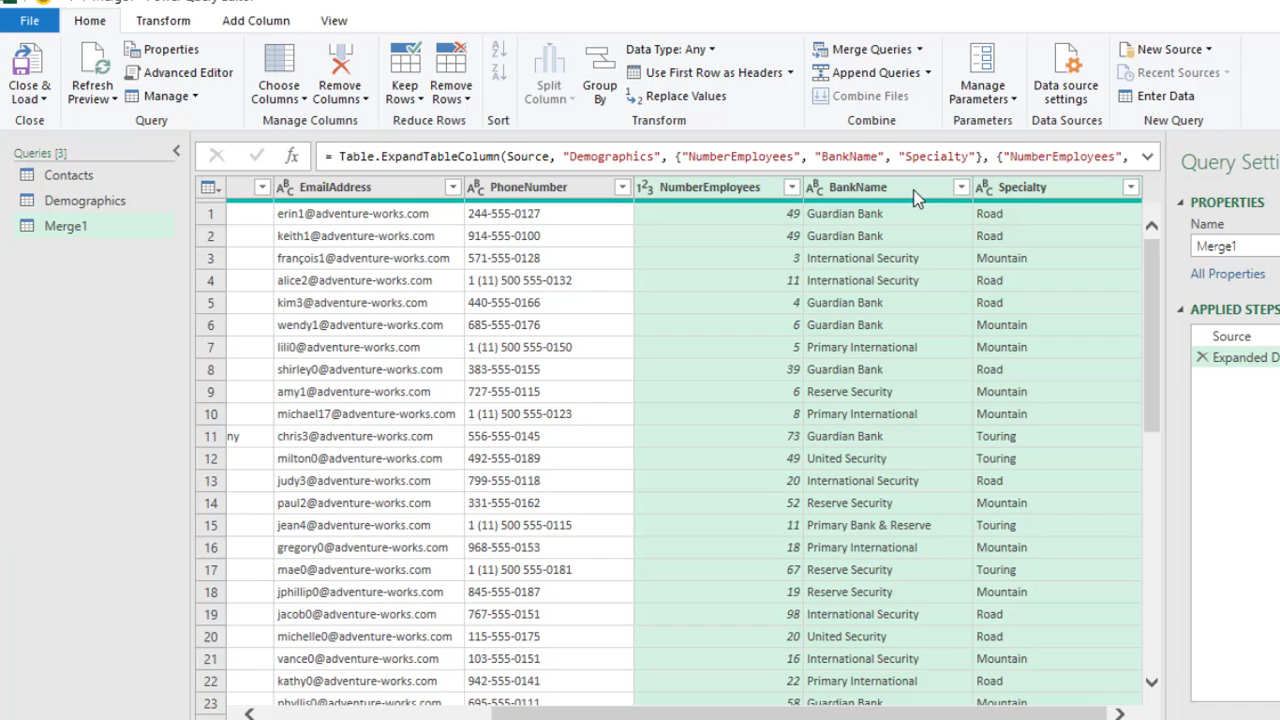 File Home Transform Add Column View
Close & Load Refresh Preview Properties Advanced Editor Manage Choose Columns Remove Columns Keep Rows Remove Rows Split Column Group By Data Type: Any Use First Row as Headers Replace Values Merge Queries Append Queries Combine Files Manage Parameters Data source settings New Source Recent Sources Enter Data
Close Query Manage Columns Reduce Rows Sort Transform Combine Parameters Data Sources New Query
Queries [3]
Contacts
Demographics
Merge1
= Table.ExpandTableColumn(Source, "Demographics", {"NumberEmployees", "BankName", "Specialty"}, {"NumberEmployees",
EmailAddress PhoneNumber NumberEmployees BankName Specialty
1 erin1@adventure-works.com 244-555-0127 49 Guardian Bank Road
2 keith1@adventure-works.com 914-555-0100 49 Guardian Bank Road
3 françois1@adventure-works.com 571-555-0128 3 International Security Mountain
4 alice2@adventure-works.com 1 (11) 500 555-0132 11 International Security Road
5 kim3@adventure-works.com 440-555-0166 4 Guardian Bank Road
6 wendy1@adventure-works.com 685-555-0176 6 Guardian Bank Mountain
7 lili0@adventure-works.com 1 (11) 500 555-0150 5 Primary International Mountain
8 shirley0@adventure-works.com 383-555-0155 39 Guardian Bank Road
9 amy1@adventure-works.com 727-555-0115 6 Reserve Security Mountain
10 michael17@adventure-works.com 1 (11) 500 555-0123 8 Primary International Mountain
11 ny chris3@adventure-works.com 556-555-0145 73 Guardian Bank Touring
12 milton0@adventure-works.com 492-555-0189 49 United Security Touring
13 judy3@adventure-works.com 799-555-0118 20 International Security Road
14 paul2@adventure-works.com 331-555-0162 52 Reserve Security Mountain
15 jean4@adventure-works.com 1 (11) 500 555-0115 11 Primary Bank & Reserve Touring
16 gregory0@adventure-works.com 968-555-0153 18 Primary International Mountain
17 mae0@adventure-works.com 1 (11) 500 555-0181 67 Reserve Security Touring
18 jphillip0@adventure-works.com 845-555-0187 19 Reserve Security Mountain
19 jacob0@adventure-works.com 767-555-0151 98 International Security Road
20 michelle0@adventure-works.com 115-555-0175 20 United Security Road
21 vance0@adventure-works.com 103-555-0151 16 International Security Mountain
22 kathy0@adventure-works.com 942-555-0141 22 Primary International Road
23 phyllis0@adventure-works.com 695-555-0111 58 Guardian Bank Mountain
Query Setti
PROPERTIES
Name
Merge1
All Properties
APPLIED STEPS
Source
Expanded D